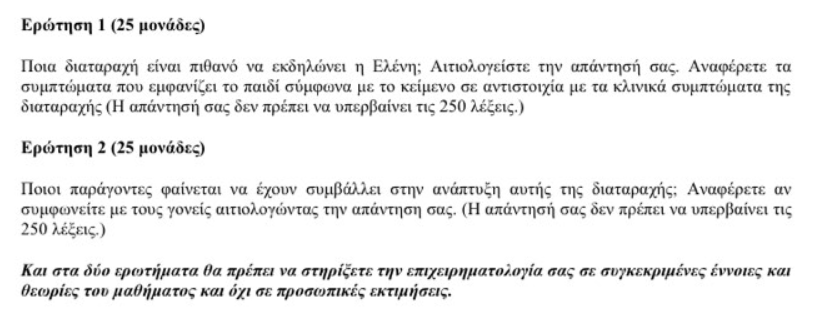 Ερώτηση 1 (25 μονάδες)
Ποια διαταραχή είναι πιθανό να εκδηλώνει η Ελένη; Αιτιολογείστε την απάντησή σας. Αναφέρετε τα
συμπτώματα που εμφανίζει το παιδί σύμφωνα με το κείμενο σε αντιστοιχία με τα κλινικά συμπτώματα της
διαταραχής (Η απάντησή σας δεν πρέπει να υπερβαίνει τις 250 λέξεις.)
Ερώτηση 2 (25 μονάδες)
Ποιοι παράγοντες φαίνεται να έχουν συμβάλλει στην ανάπτυξη αυτής της διαταραχής; Αναφέρετε αν
συμφωνείτε με τους γονείς αιτιολογώντας την απάντηση σας. (Η απάντησή σας δεν πρέπει να υπερβαίνει τις
250 λέξεις.)
Και στα δύο ερωτήματα θα πρέπει να στηρίξετε την επιχειρηματολογία σας σε συγκεκριμένες έννοιες και
θεωρίες του μαθήματος και όχι σε προσωπικές εκτιμήσεις.